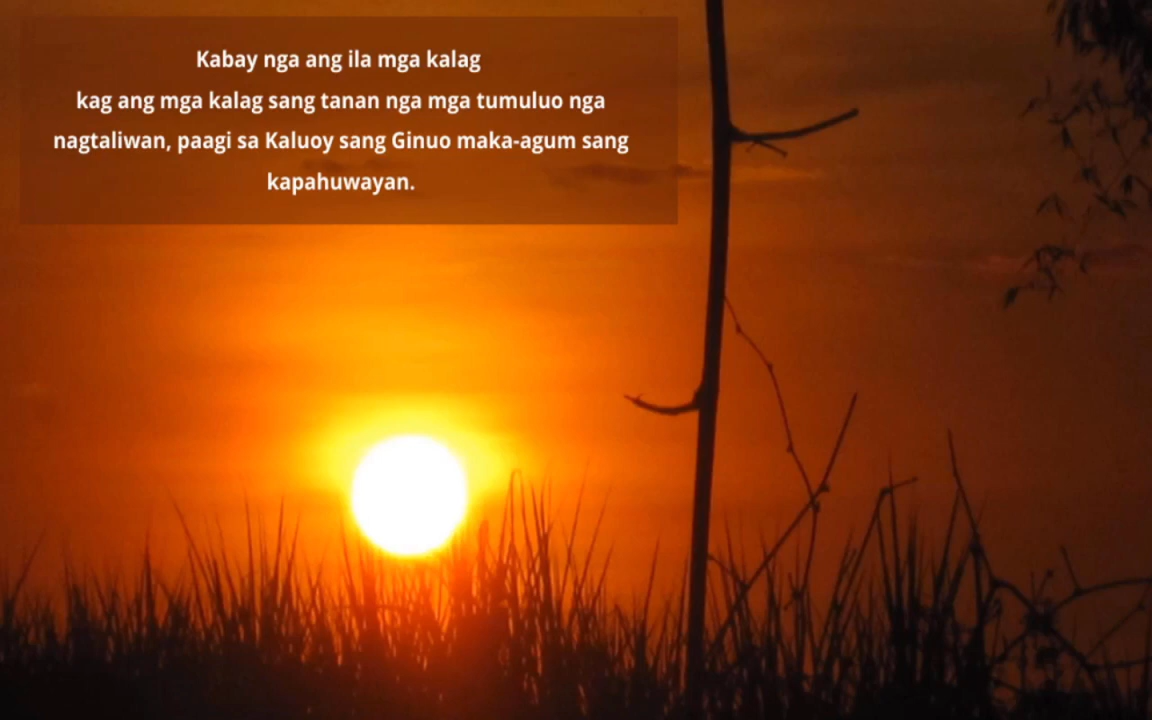 Kabay nga ang ila mga kalag
kag ang mga kalag sang tanan nga mga tumuluo nga
nagtaliwan, paagi sa Kaluoy sang Ginuo maka-agum sang
kapahuwayan.